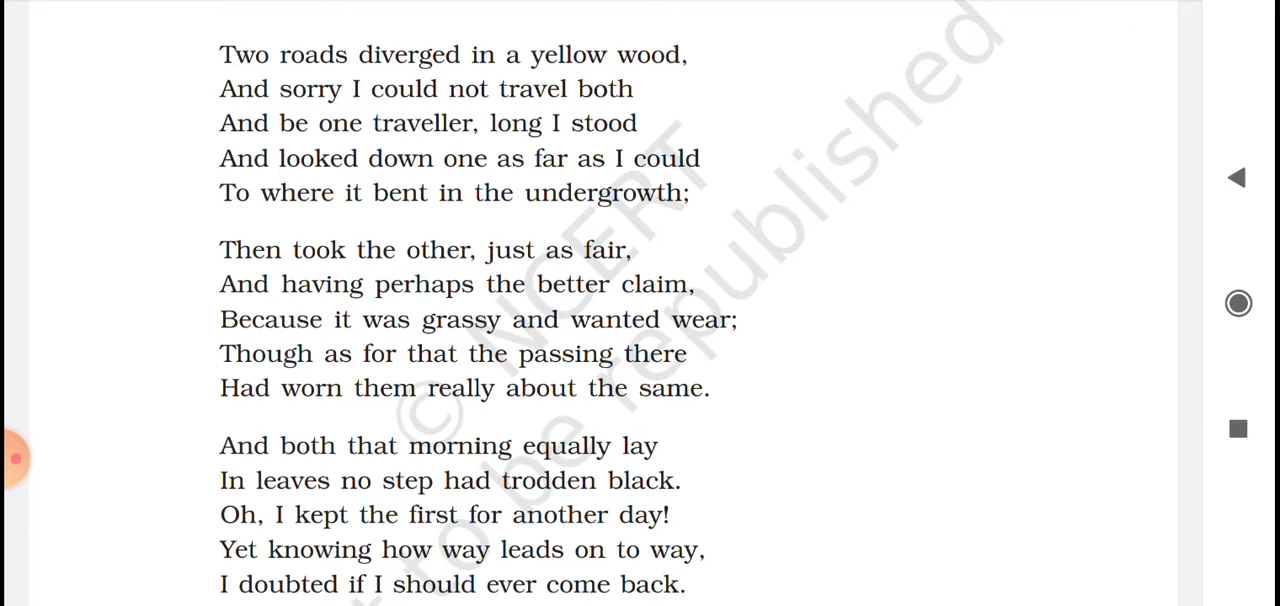 Two roads diverged in a yellow wood,
And sorry I could not travel both
And be one traveller, long I stood
And looked down one as far as I could
To where it bent in the undergrowth;
Then took the other, just as fair,
And having perhaps the better claim,
Because it was grassy and wanted wear;
Though as for that the passing there
Had worn them really about the same.
And both that morning equally lay
In leaves no step had trodden black.
Oh, I kept the first for another day!
Yet knowing how way leads on to way,
I doubted if I should ever come back.
© NCERT
to be republished